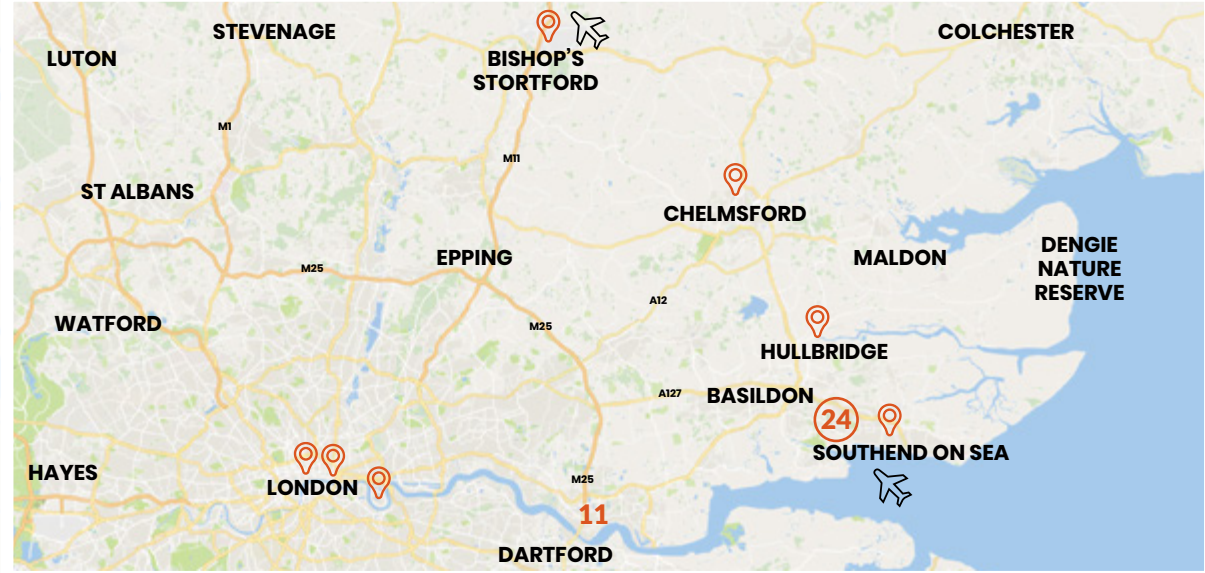 STEVENAGE
COLCHESTER
LUTON
BISHOP'S
STORTFORD
M1
M11
ST ALBANS
CHELMSFORD
EPPING
MALDON
DENGIE
NATURE
RESERVE
M25
A12
WATFORD
M25
HULLBRIDGE
A127
BASILDON
24
SOUTHEND ON SEA
HAYES
LONDON
M25
11
DARTFORD